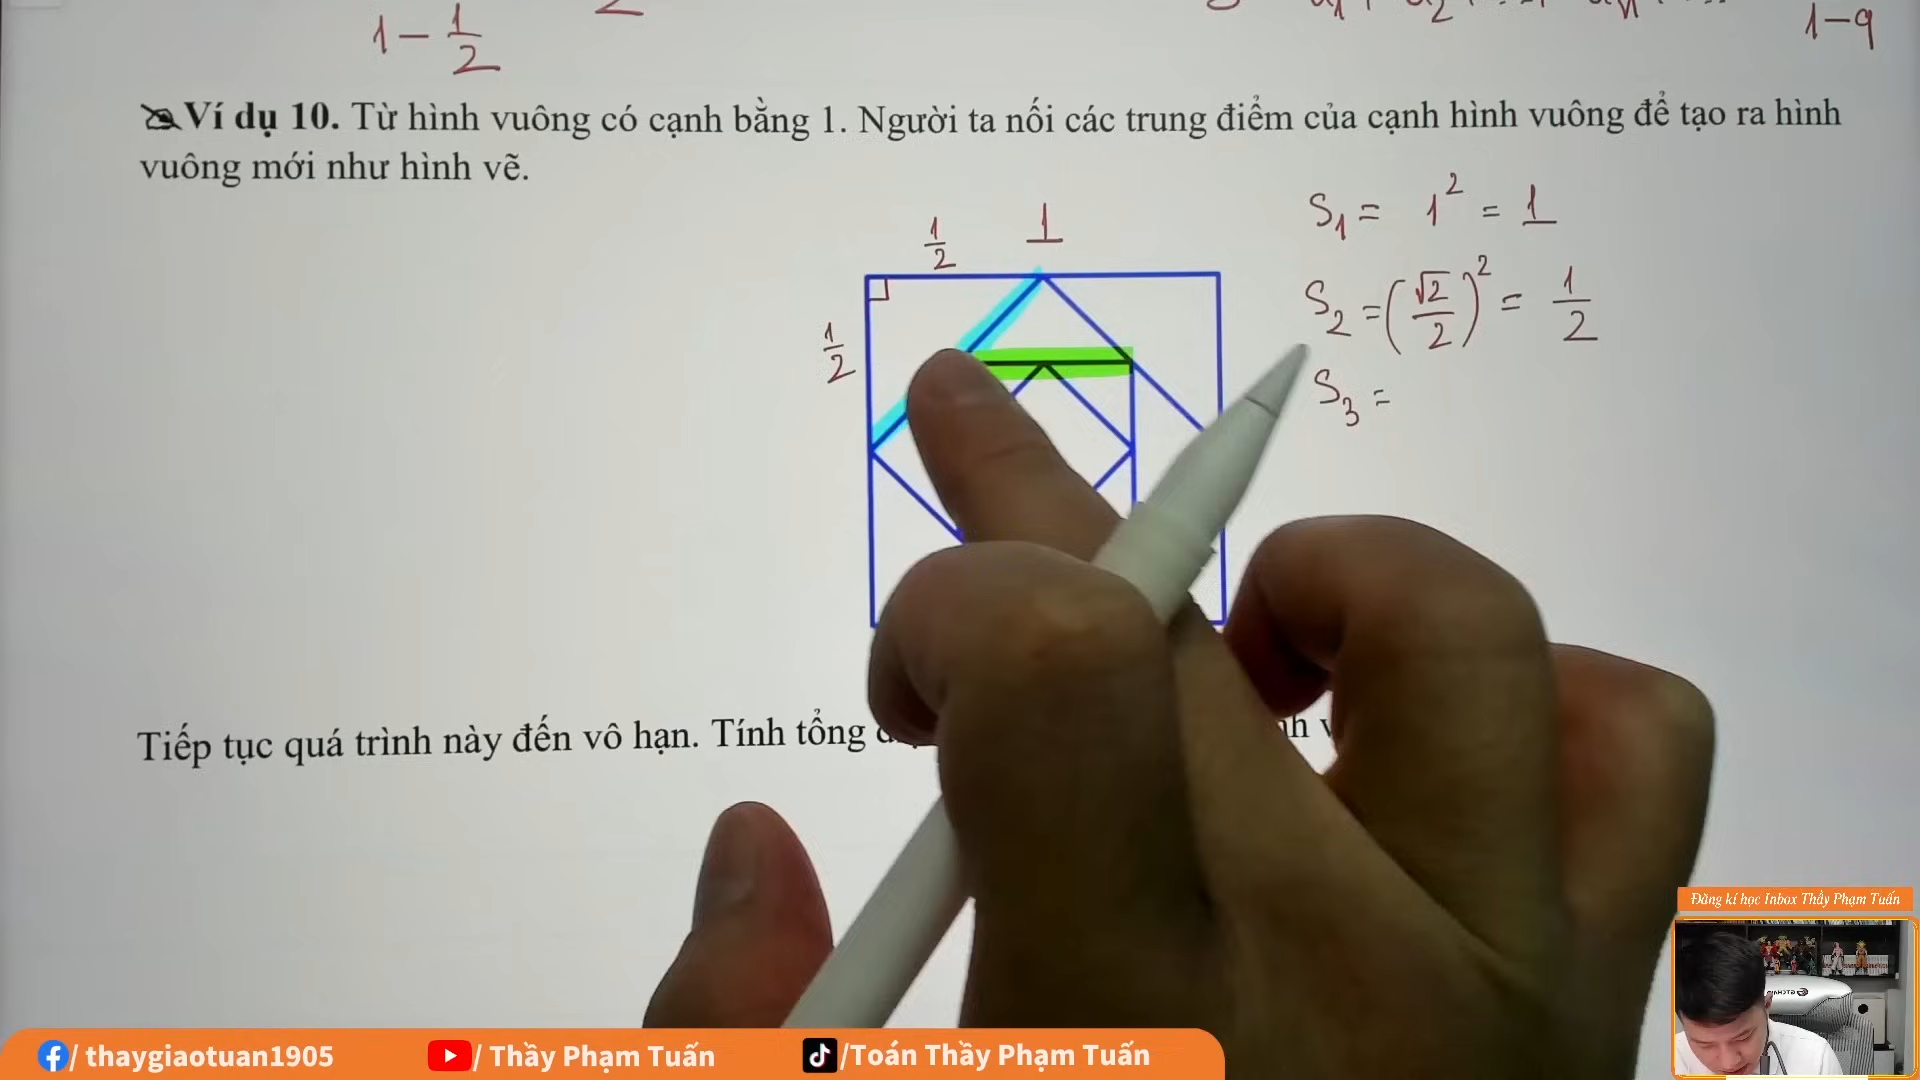 1 - 1/2
1-q
Ví dụ 10. Từ hình vuông có cạnh bằng 1. Người ta nối các trung điểm của cạnh hình vuông để tạo ra hình
vuông mới như hình vẽ.
S₁ = 1² = 1
1/2 1
S₂ = (√2/2)² = 1/2
1/2
S₃ =
Tiếp tục quá trình này đến vô hạn. Tính tổng
Đăng kí học Inbox Thầy Phạm Tuấn
/ thaygiaotuan1905
/ Thầy Phạm Tuấn
/Toán Thầy Phạm Tuấn